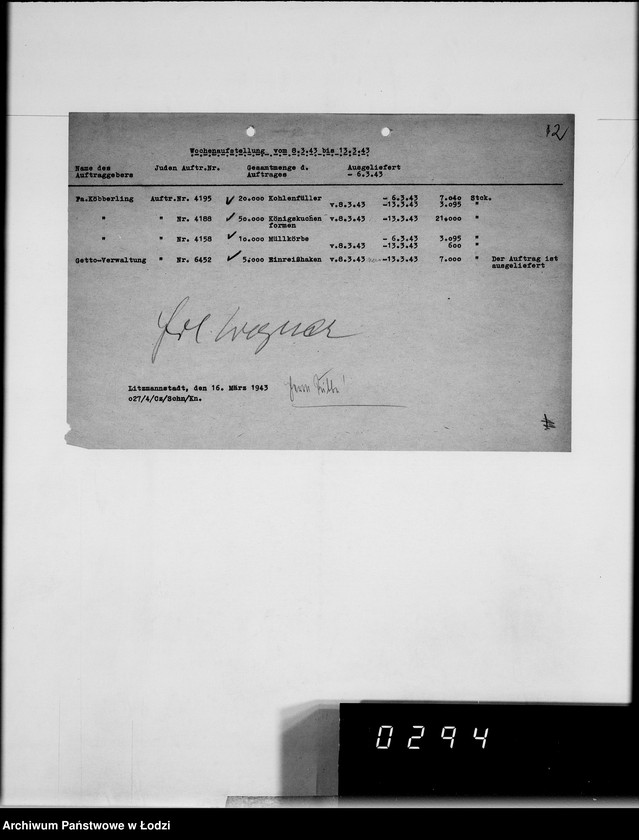 12
Wochenaufstellung vom 8.3.43 bis 13.3.43
Name des Juden Auftr.Nr. Gesamtmenge d. Ausgeliefert
Auftraggebers Auftrages - 6.3.43
Fa.Köbberling Auftr.Nr. 4195 ✓ 20.000 Kohlenfüller - 6.3.43 7.040 Stck.
v.8.3.43 -13.3.43 3.095 "
" " Nr. 4188 ✓ 50.000 Königskuchen v.8.3.43 -13.3.43 21.000 "
formen
" " Nr. 4158 ✓ 10.000 Müllkörbe - 6.3.43 3.095 "
v.8.3.43 -13.3.43 600 "
Getto-Verwaltung " Nr. 6452 ✓ 5.000 Einreißhaken v.8.3.43 -13.3.43 7.000 " Der Auftrag ist
ausgeliefert
Frl. Wagner
Litzmannstadt, den 16. März 1943
Herrn
027/4/Cz/Schm/Kn.
0294
Archiwum Państwowe w Łodzi